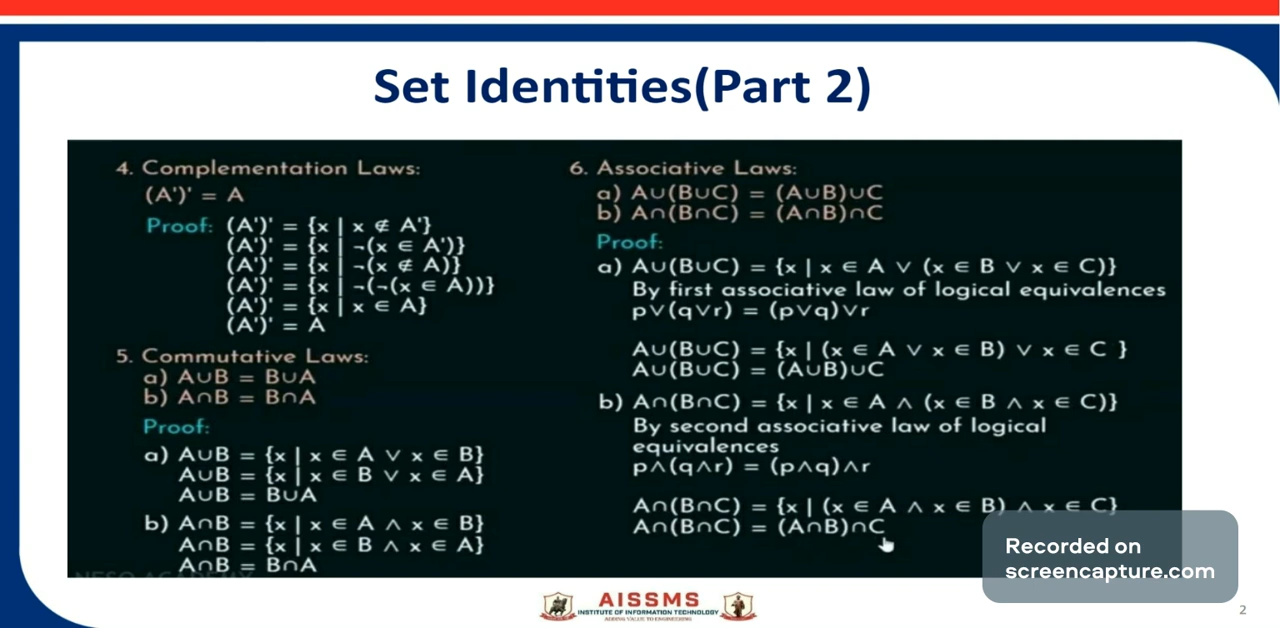 Set Identities(Part 2)
4. Complementation Laws:
(A')' = A
Proof: (A')' = {x | x ∉ A'}
(A')' = {x | ¬(x ∈ A')}
(A')' = {x | ¬(x ∉ A)}
(A')' = {x | ¬(¬(x ∈ A))}
(A')' = {x | x ∈ A}
(A')' = A
5. Commutative Laws:
a) A∪B = B∪A
b) A∩B = B∩A
Proof:
a) A∪B = {x | x ∈ A ∨ x ∈ B}
A∪B = {x | x ∈ B ∨ x ∈ A}
A∪B = B∪A
b) A∩B = {x | x ∈ A ∧ x ∈ B}
A∩B = {x | x ∈ B ∧ x ∈ A}
A∩B = B∩A
NESO ACADEMY
6. Associative Laws:
a) A∪(B∪C) = (A∪B)∪C
b) A∩(B∩C) = (A∩B)∩C
Proof:
a) A∪(B∪C) = {x | x ∈ A ∨ (x ∈ B ∨ x ∈ C)}
By first associative law of logical equivalences
p∨(q∨r) = (p∨q)∨r
A∪(B∪C) = {x | (x ∈ A ∨ x ∈ B) ∨ x ∈ C }
A∪(B∪C) = (A∪B)∪C
b) A∩(B∩C) = {x | x ∈ A ∧ (x ∈ B ∧ x ∈ C)}
By second associative law of logical
equivalences
p∧(q∧r) = (p∧q)∧r
A∩(B∩C) = {x | (x ∈ A ∧ x ∈ B) ∧ x ∈ C}
A∩(B∩C) = (A∩B)∩C
Recorded on
screencapture.com
AISSMS
INSTITUTE OF INFORMATION TECHNOLOGY
ADDING VALUE TO ENGINEERING
2